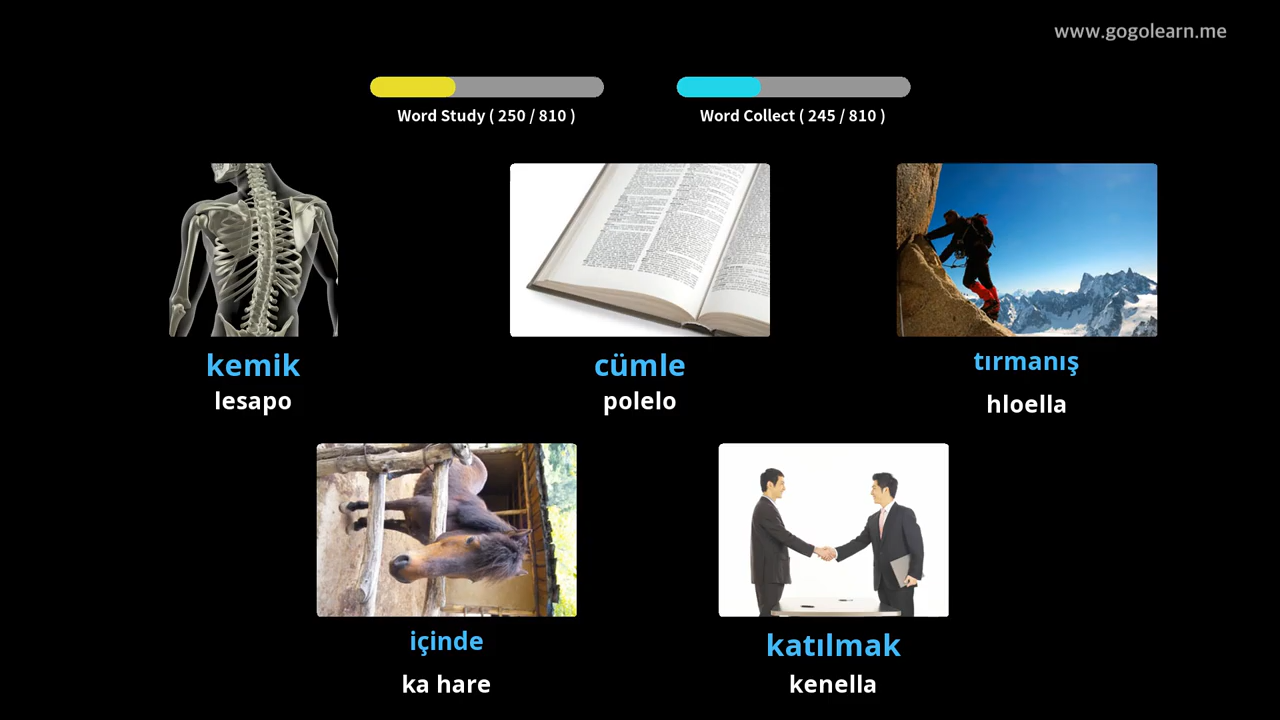 www.gogolearn.me
Word Study ( 250 / 810 )
Word Collect ( 245 / 810 )
kemik
lesapo
cümle
polelo
tırmanış
hloella
içinde
ka hare
katılmak
kenella